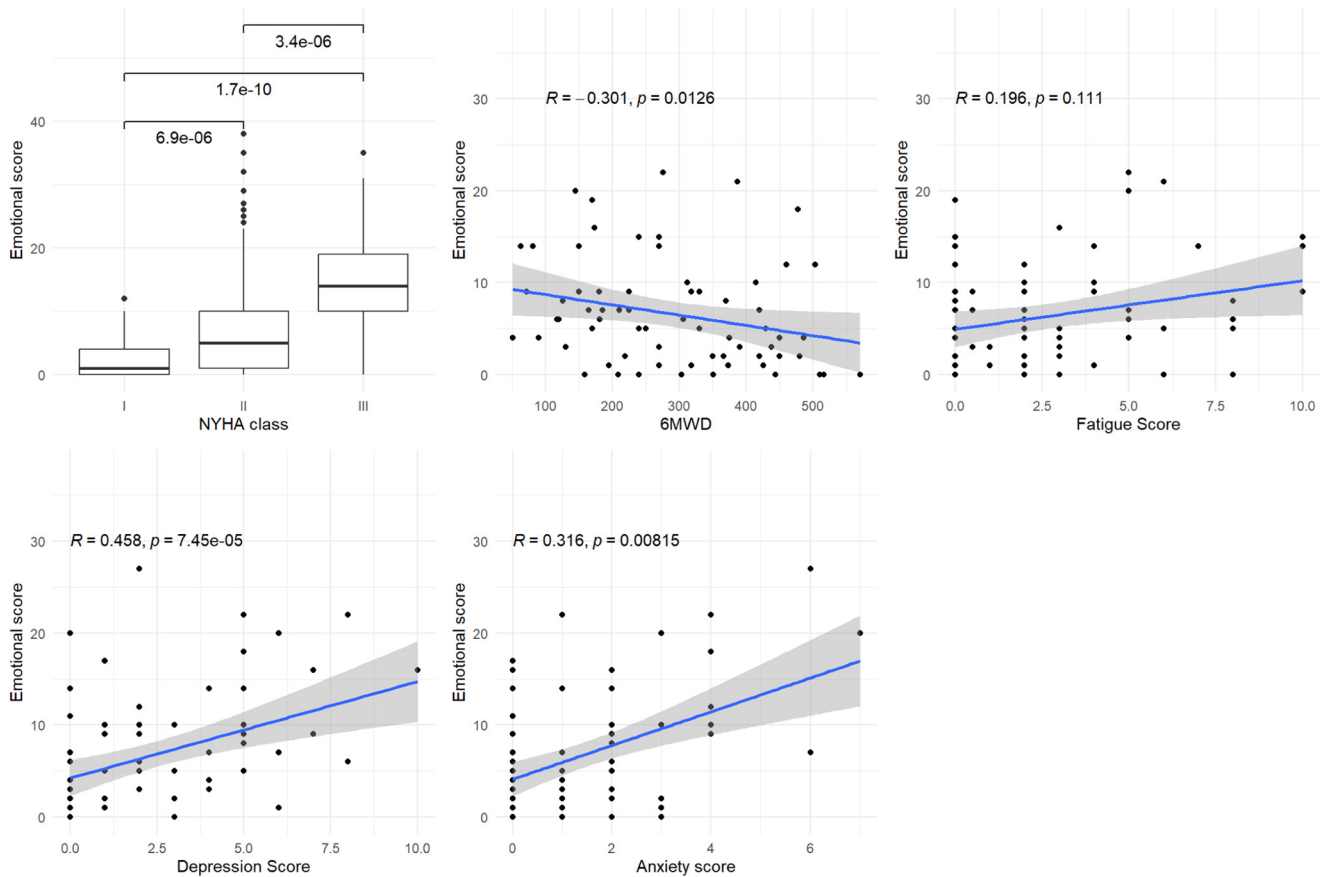 3.4e-06
1.7e-10
6.9e-06
40
20
0
Emotional score
I II III
NYHA class
R = −0.301, p = 0.0126
30
20
10
0
Emotional score
100 200 300 400 500
6MWD
R = 0.196, p = 0.111
30
20
10
0
Emotional score
0.0 2.5 5.0 7.5 10.0
Fatigue Score
R = 0.458, p = 7.45e-05
30
20
10
0
Emotional score
0.0 2.5 5.0 7.5 10.0
Depression Score
R = 0.316, p = 0.00815
30
20
10
0
Emotional score
0 2 4 6
Anxiety score